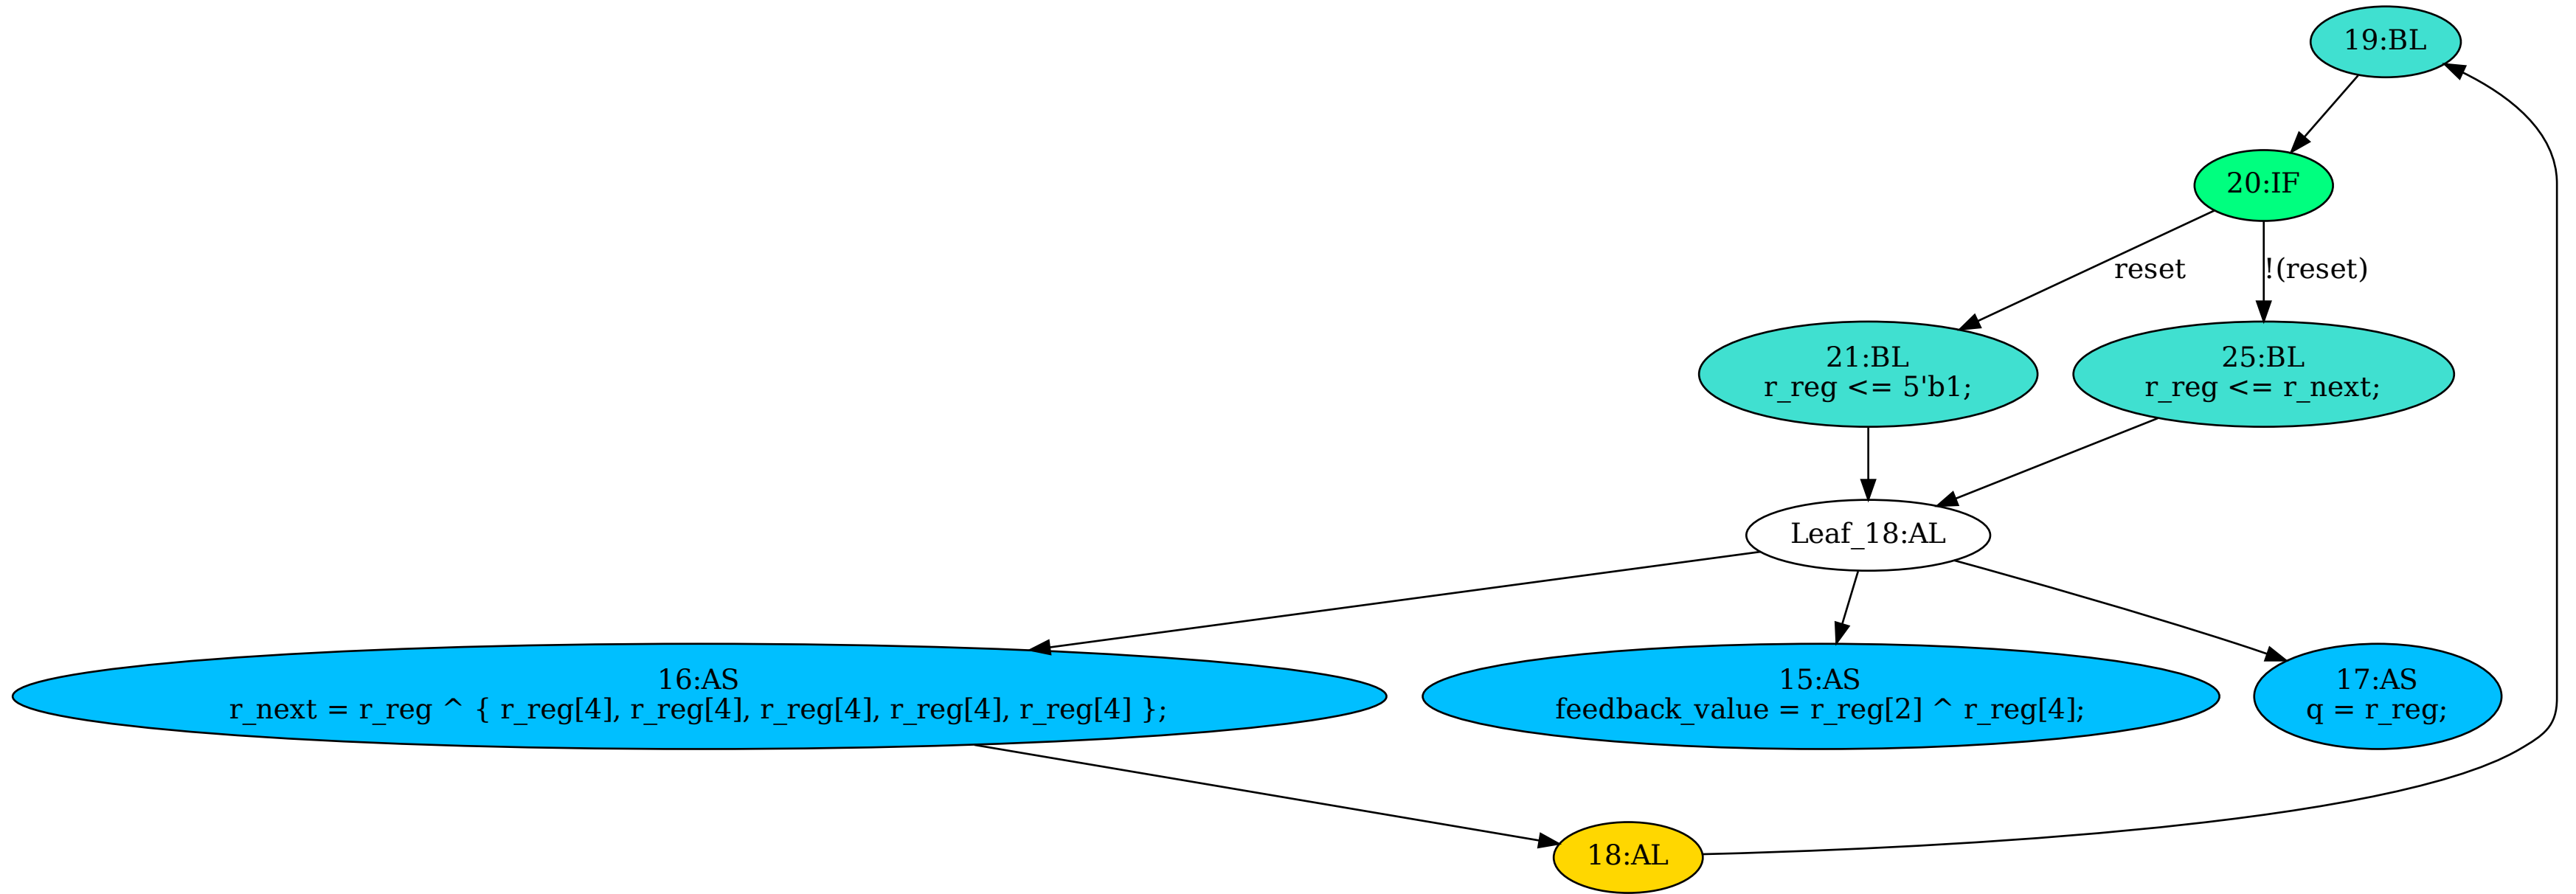 19:BL
20:IF
reset
!(reset)
21:BL
r_reg <= 5'b1;
25:BL
r_reg <= r_next;
Leaf_18:AL
16:AS
r_next = r_reg ^ { r_reg[4], r_reg[4], r_reg[4], r_reg[4], r_reg[4] };
15:AS
feedback_value = r_reg[2] ^ r_reg[4];
17:AS
q = r_reg;
18:AL